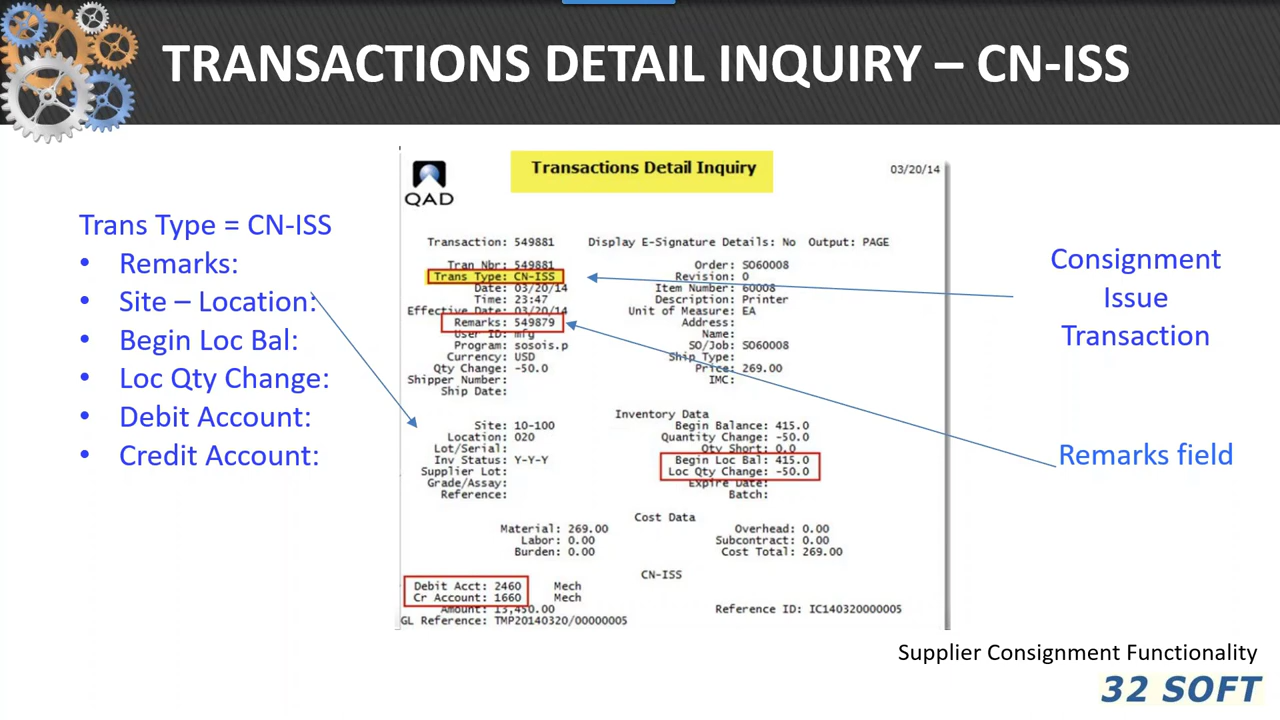 TRANSACTIONS DETAIL INQUIRY – CN-ISS
Trans Type = CN-ISS
• Remarks:
• Site – Location:
• Begin Loc Bal:
• Loc Qty Change:
• Debit Account:
• Credit Account:
QAD
Transactions Detail Inquiry
03/20/14
Transaction: 549881 Display E-Signature Details: No Output: PAGE
Tran Nbr: 549881 Order: SO60008
Trans Type: CN-ISS Revision: 0
Date: 03/20/14 Item Number: 60008
Time: 23:47 Description: Printer
Effective Date: 03/20/14 Unit of Measure: EA
Remarks: 549879 Address:
User ID: mfg Name:
Program: sosois.p SO/Job: SO60008
Currency: USD Ship Type:
Qty Change: -50.0 Price: 269.00
Shipper Number: IMC:
Ship Date:
Inventory Data
Site: 10-100 Begin Balance: 415.0
Location: 020 Quantity Change: -50.0
Lot/Serial: Qty Short: 0.0
Inv Status: Y-Y-Y Begin Loc Bal: 415.0
Supplier Lot: Loc Qty Change: -50.0
Grade/Assay: Expire Date:
Reference: Batch:
Cost Data
Material: 269.00 Overhead: 0.00
Labor: 0.00 Subcontract: 0.00
Burden: 0.00 Cost Total: 269.00
CN-ISS
Debit Acct: 2460 Mech
Cr Account: 1660 Mech
Amount: 13,450.00 Reference ID: IC140320000005
GL Reference: TMP20140320/00000005
Consignment
Issue
Transaction
Remarks field
Supplier Consignment Functionality
32 SOFT